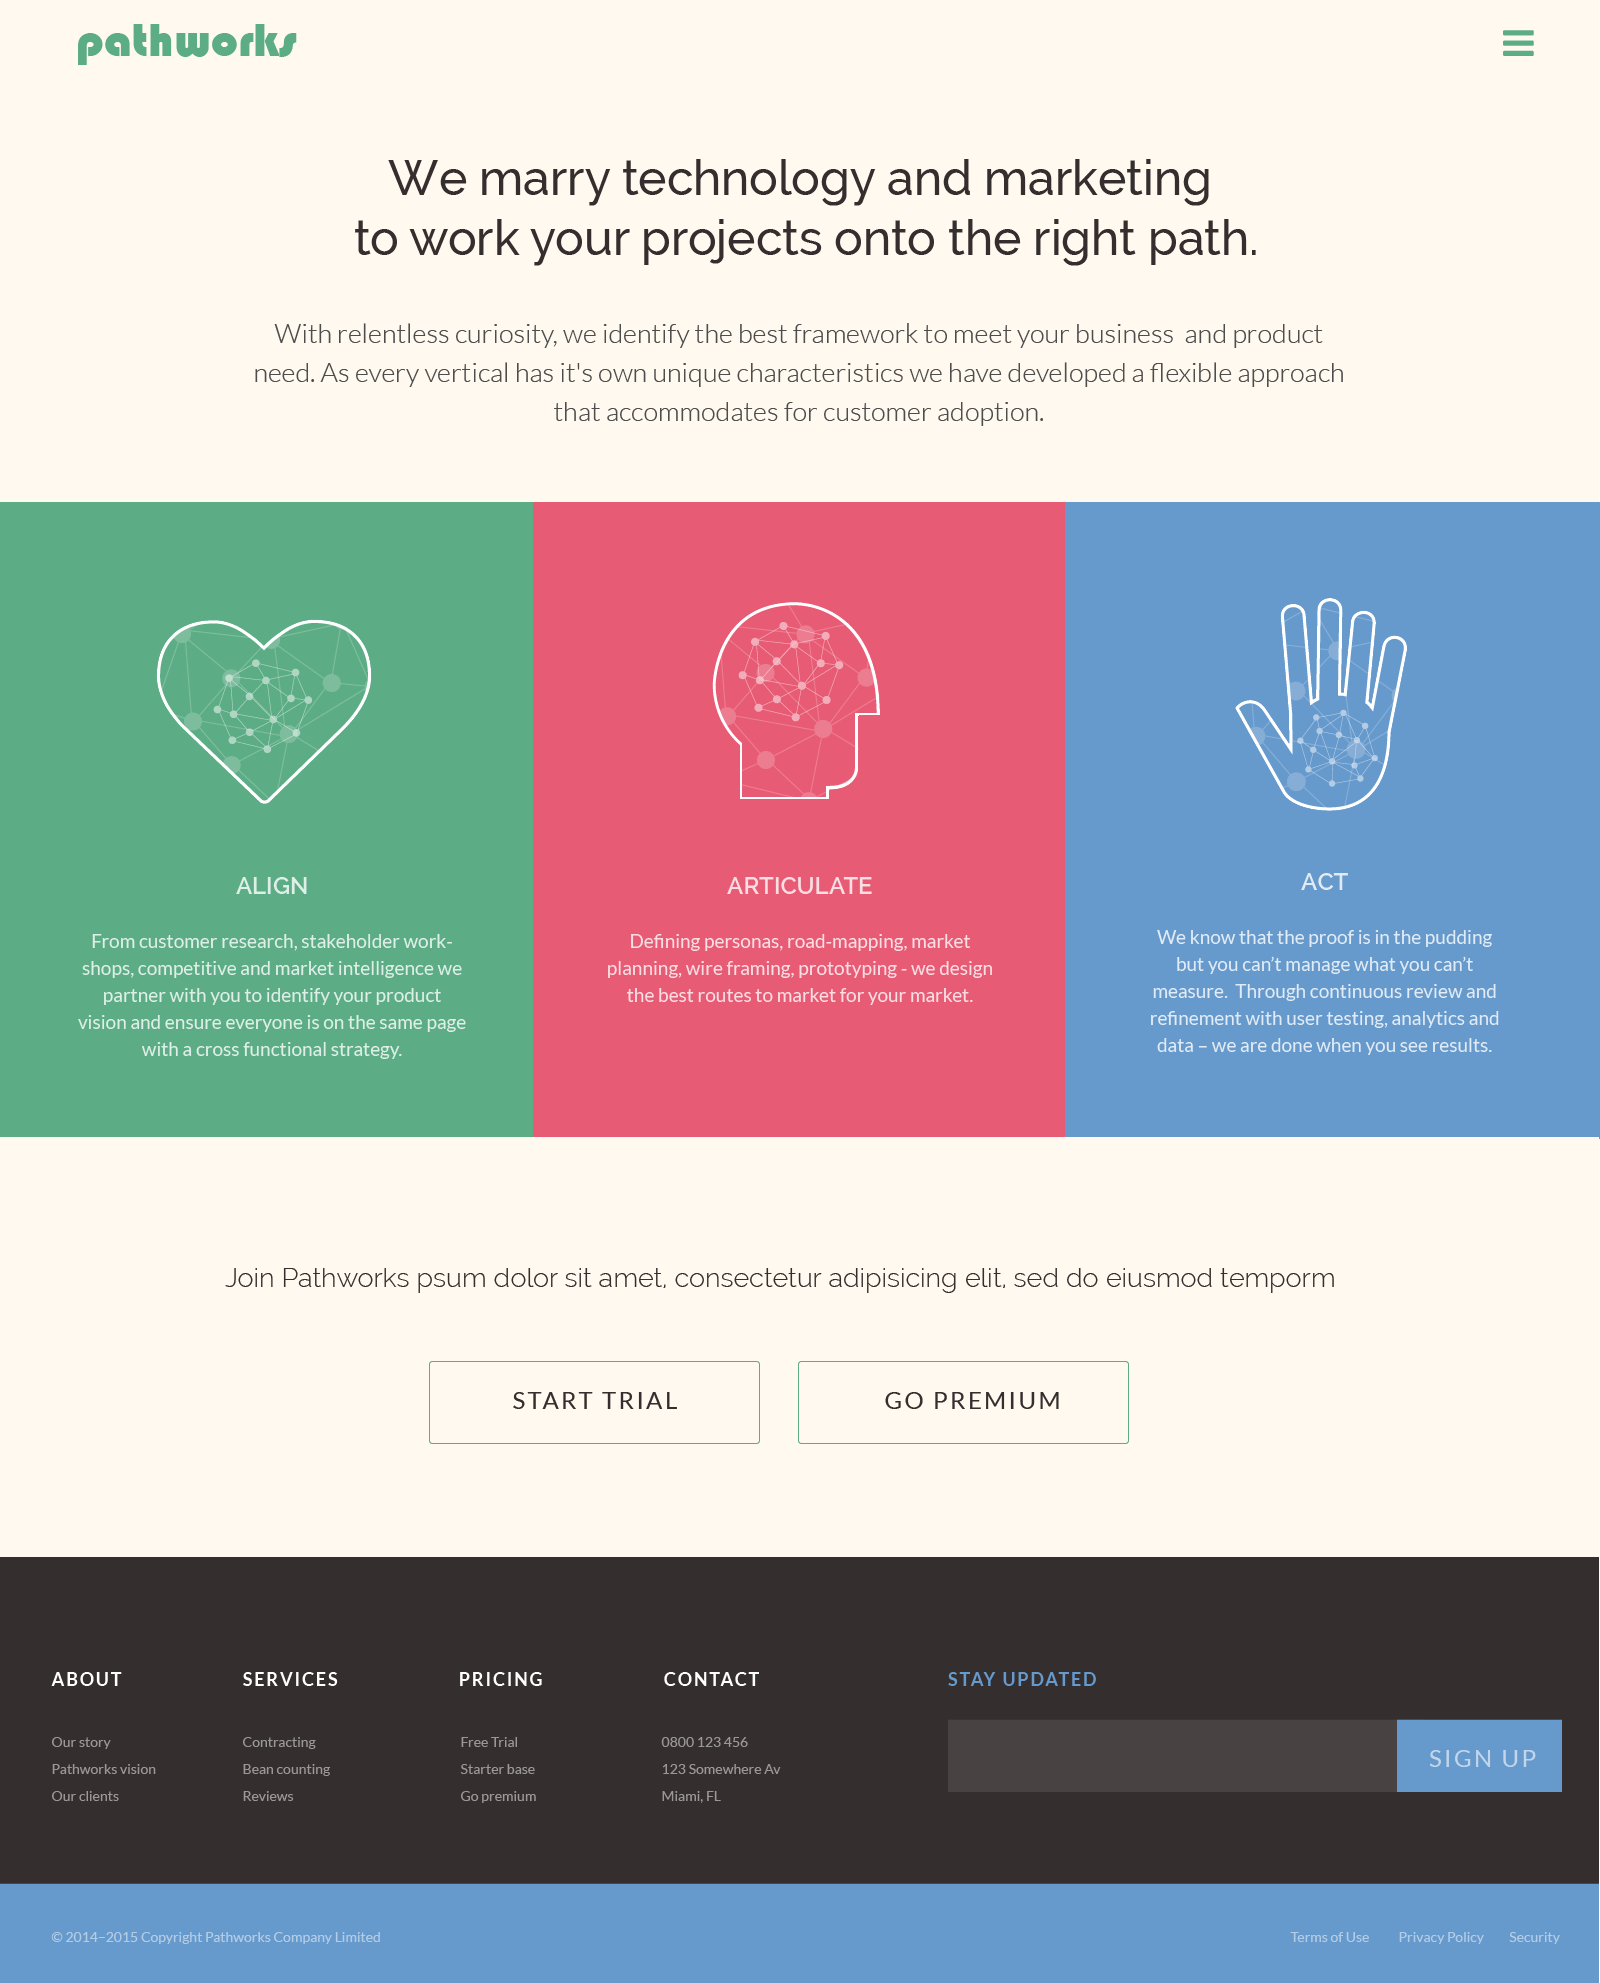 pathworks
We marry technology and marketing
to work your projects onto the right path.
With relentless curiosity, we identify the best framework to meet your business  and product
need. As every vertical has it's own unique characteristics we have developed a flexible approach
that accommodates for customer adoption.
ALIGN
From customer research, stakeholder work-
shops, competitive and market intelligence we
partner with you to identify your product
vision and ensure everyone is on the same page
with a cross functional strategy.
ARTICULATE
Defining personas, road-mapping, market
planning, wire framing, prototyping - we design
the best routes to market for your market.
ACT
We know that the proof is in the pudding
but you can’t manage what you can’t
measure.  Through continuous review and
refinement with user testing, analytics and
data – we are done when you see results.
Join Pathworks psum dolor sit amet, consectetur adipisicing elit, sed do eiusmod temporm
START TRIAL
GO PREMIUM
ABOUT
Our story
Pathworks vision
Our clients
SERVICES
Contracting
Bean counting
Reviews
PRICING
Free Trial
Starter base
Go premium
CONTACT
0800 123 456
123 Somewhere Av
Miami, FL
STAY UPDATED
SIGN UP
© 2014–2015 Copyright Pathworks Company Limited
Terms of Use
Privacy Policy
Security